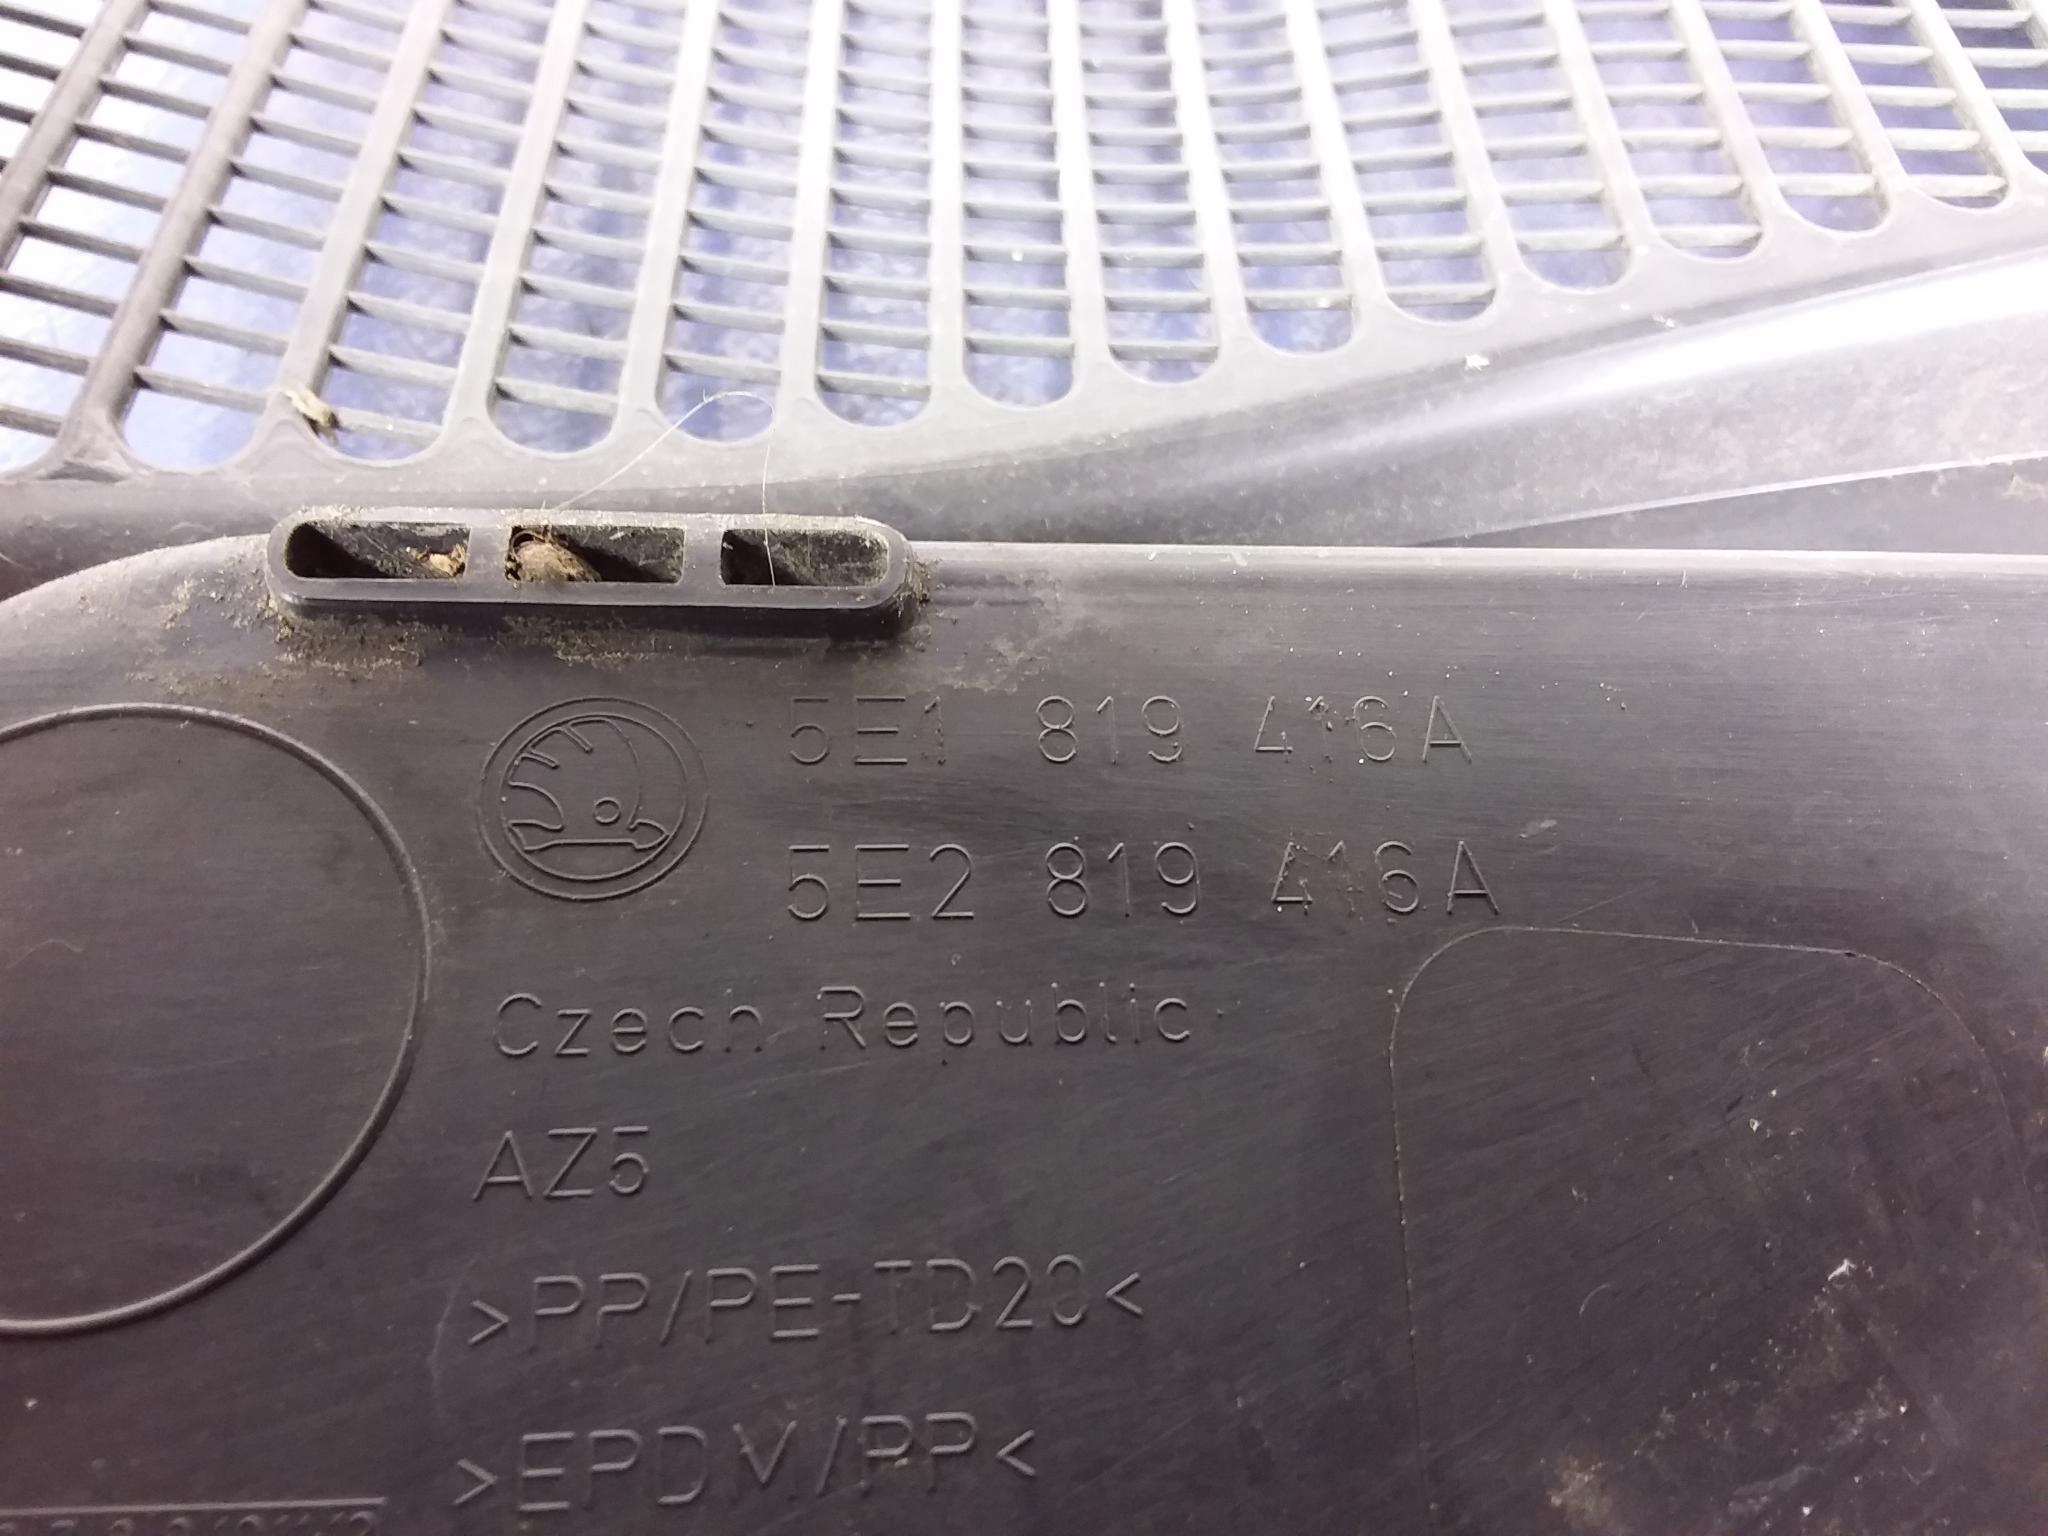 5E1 819 416A
5E2 819 416A
Czech Republic
AZ5
>PP/PE-TD20<
>EPDM/PP<